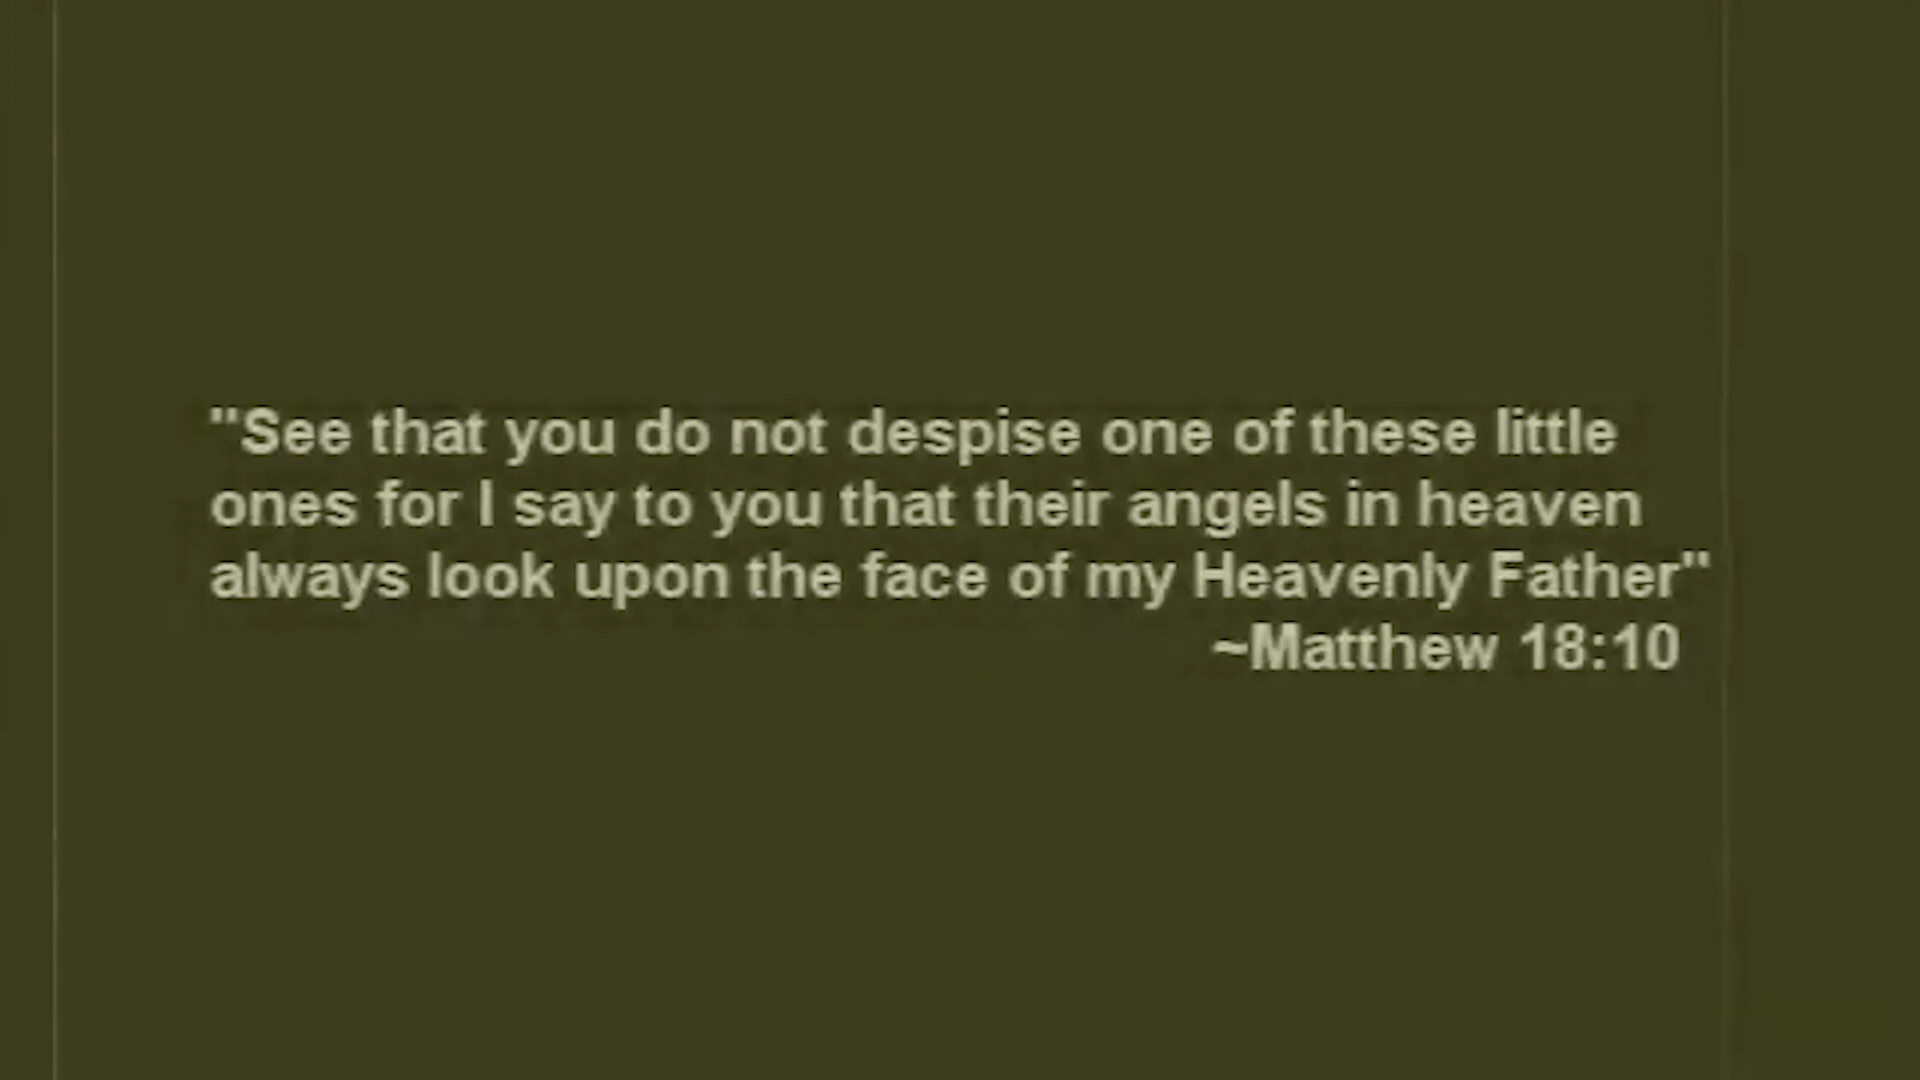 "See that you do not despise one of these little
ones for I say to you that their angels in heaven
always look upon the face of my Heavenly Father"
~Matthew 18:10